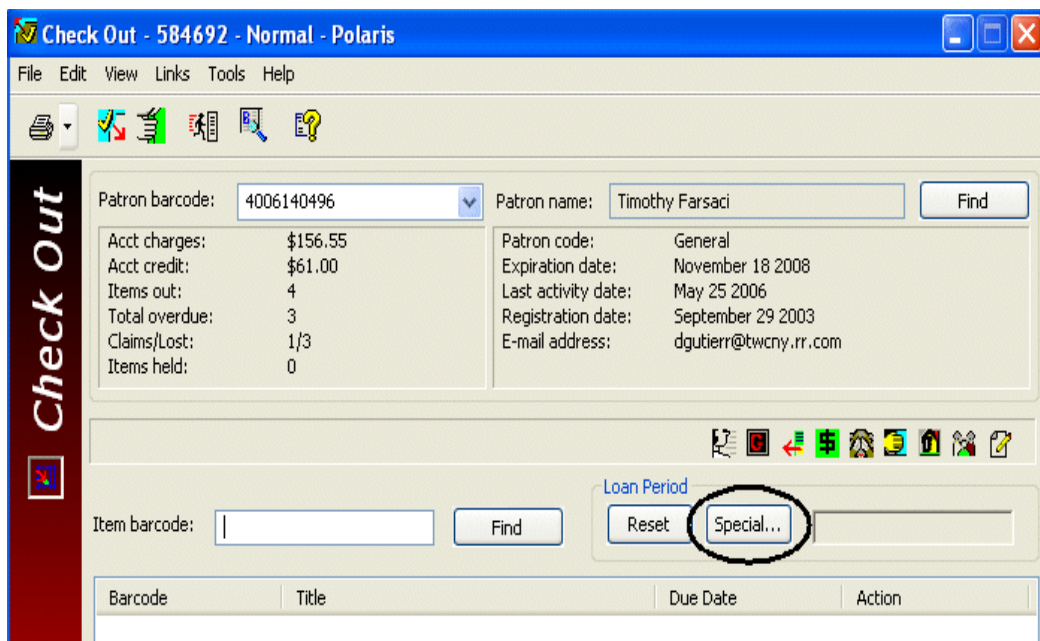 Check Out - 584692 - Normal - Polaris
File Edit View Links Tools Help
Check Out
Patron barcode: 4006140496 Patron name: Timothy Farsaci Find
Acct charges: $156.55
Acct credit: $61.00
Items out: 4
Total overdue: 3
Claims/Lost: 1/3
Items held: 0
Patron code: General
Expiration date: November 18 2008
Last activity date: May 25 2006
Registration date: September 29 2003
E-mail address: dgutierr@twcny.rr.com
Loan Period
Item barcode: Find Reset Special...
Barcode Title Due Date Action